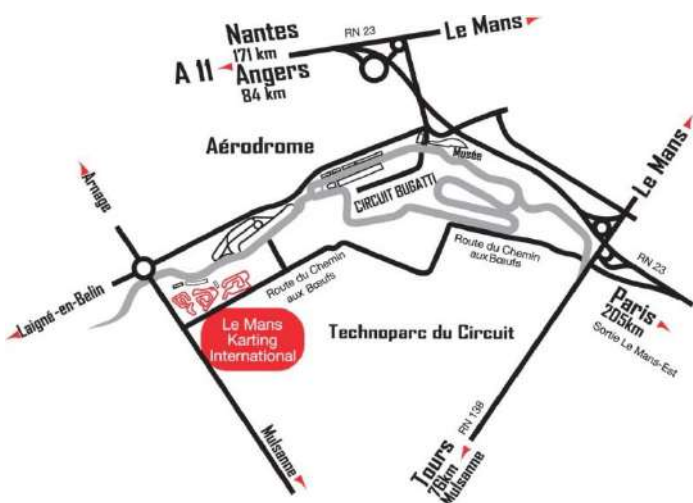 Nantes
171 km
RN 23
Le Mans
A 11
Angers
84 km
Aérodrome
Musée
CIRCUIT BUGATTI
Le Mans
Arnage
Route du Chemin
aux Bœufs
Route du Chemin
aux Bœufs
RN 23
Laigné-en-Belin
Le Mans
Karting
International
Technoparc du Circuit
Paris
205km
Sortie Le Mans-Est
Mulsanne
RN 138
Tours
76km
Mulsanne